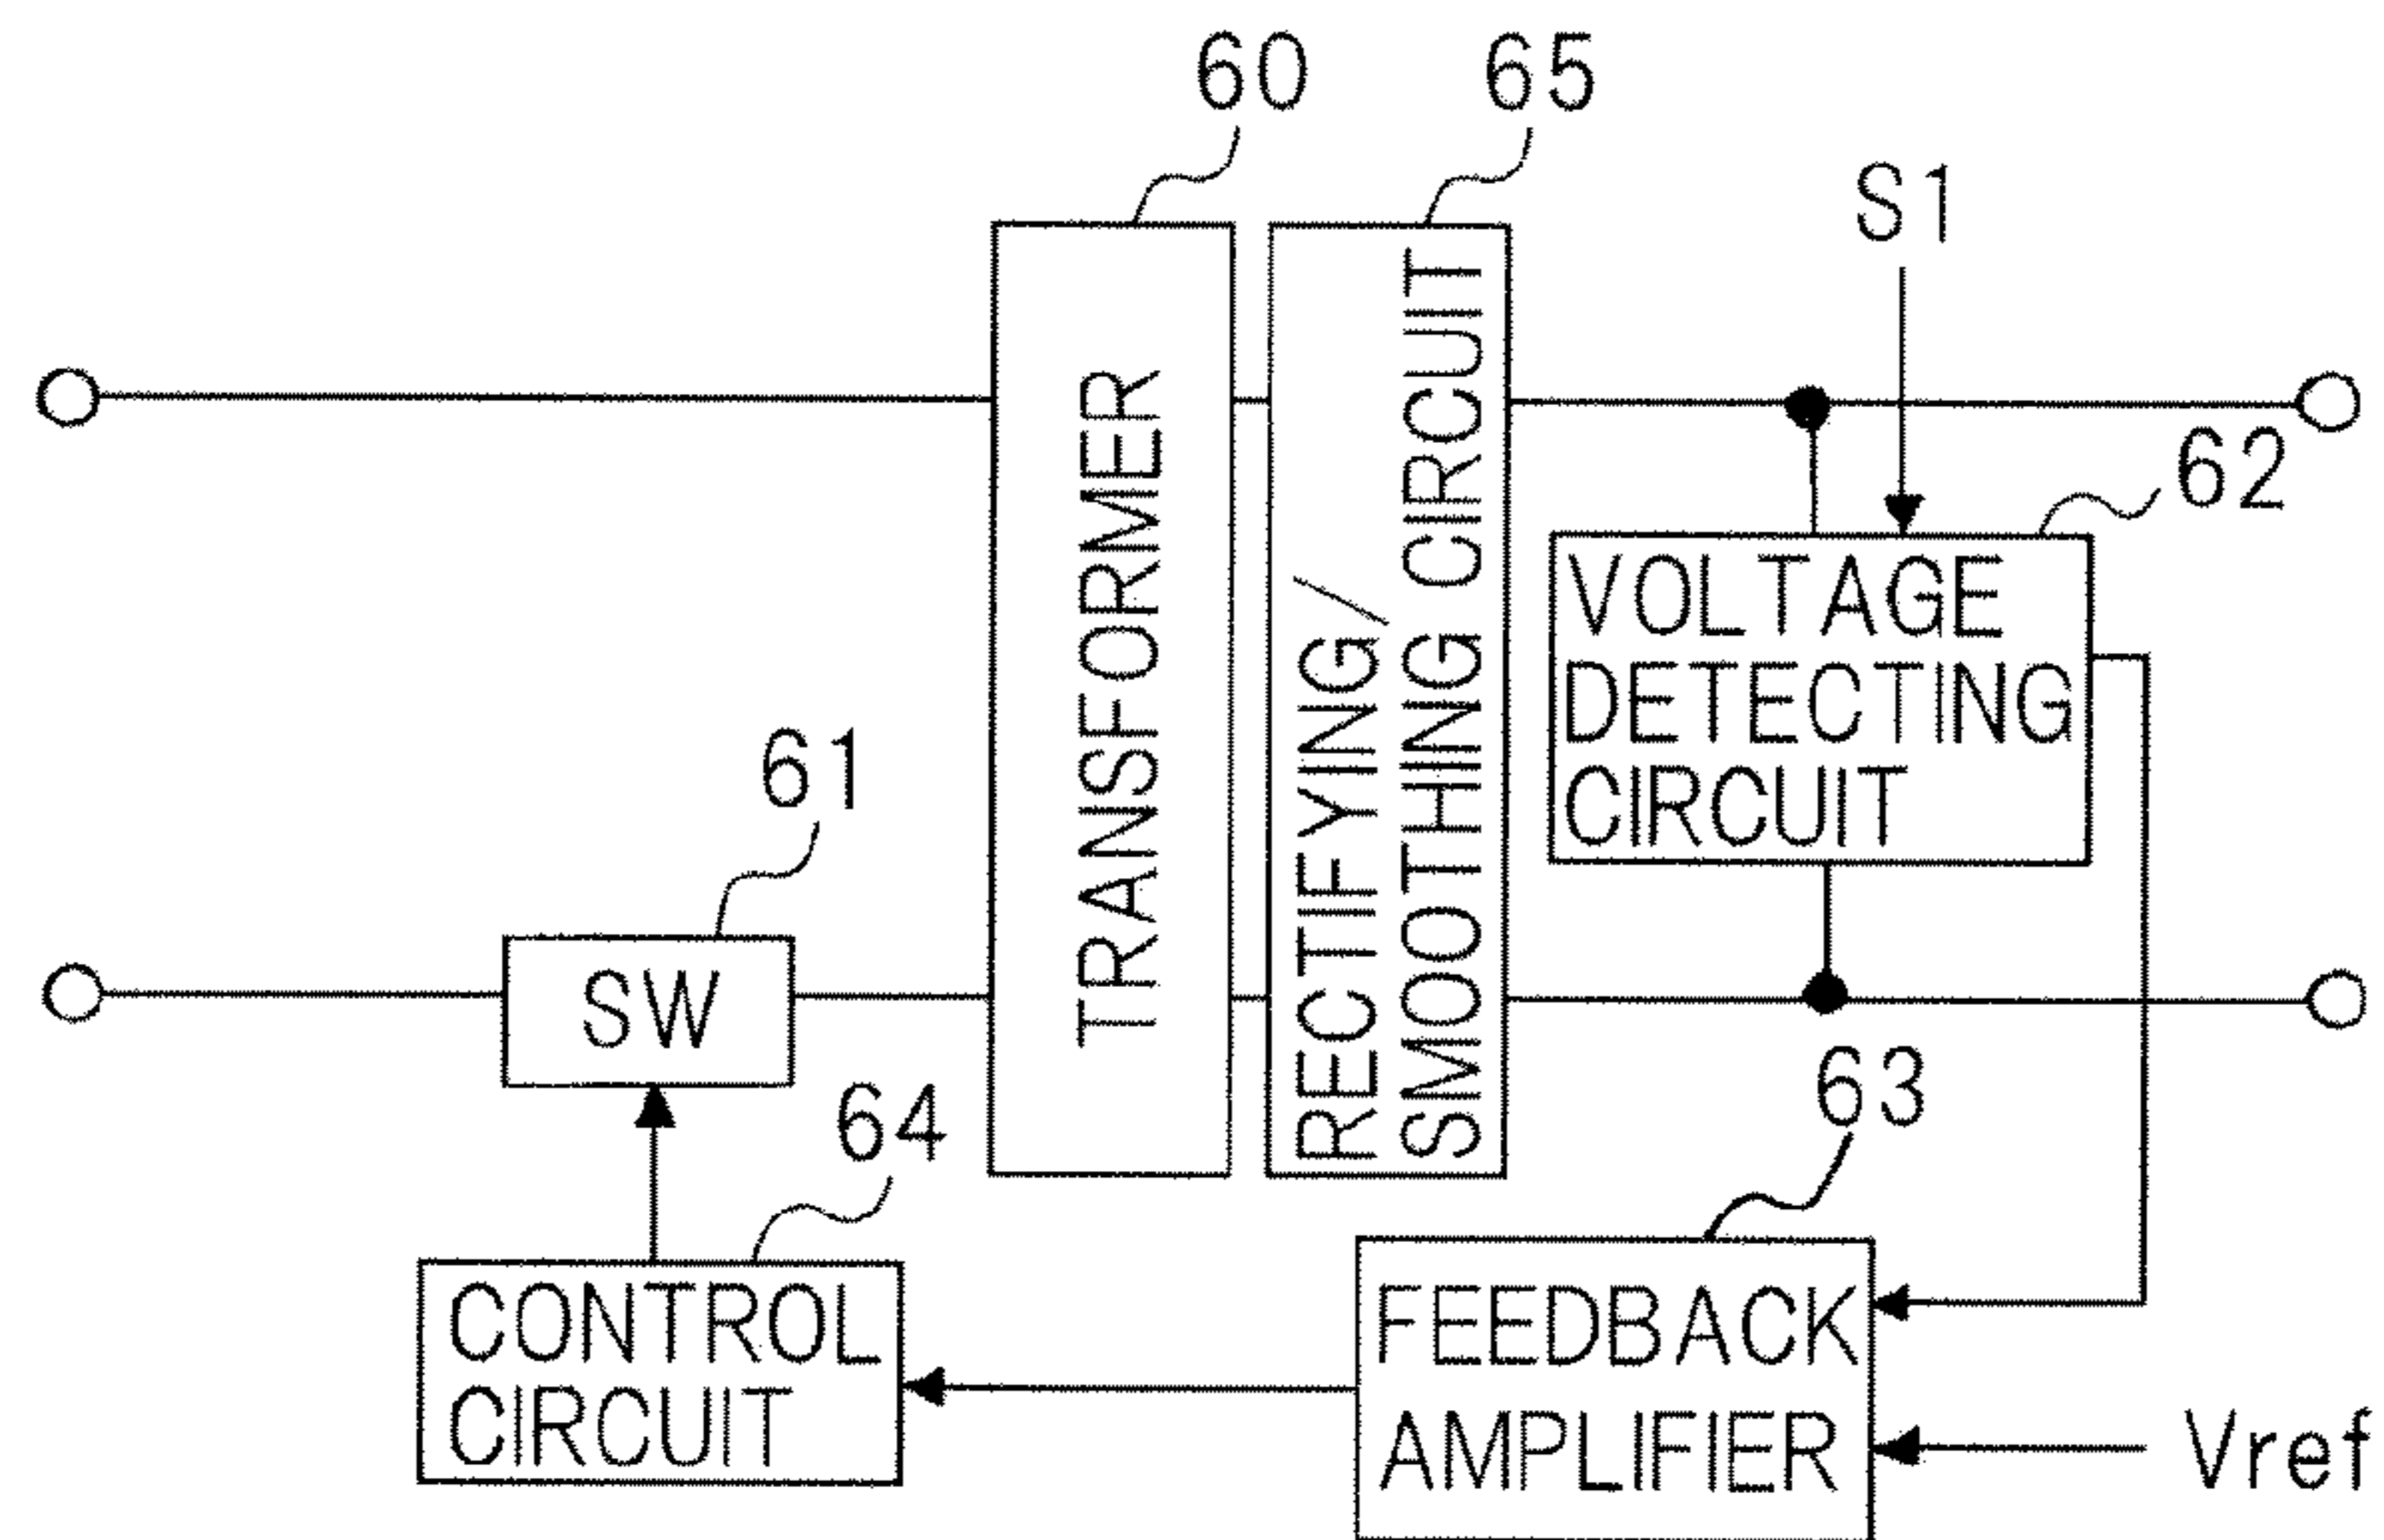 60
65
S1
62
VOLTAGE
DETECTING
CIRCUIT
TRANSFORMER
RECTIFYING/
SMOOTHING CIRCUIT
61
SW
64
63
CONTROL
CIRCUIT
FEEDBACK
AMPLIFIER
Vref